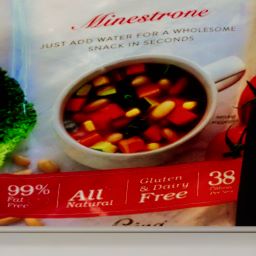 Minestrone
JUST ADD WATER FOR A WHOLESOME
SNACK IN SECONDS
99%
Fat
Free
All
Natural
Gluten
& Dairy
Free
38